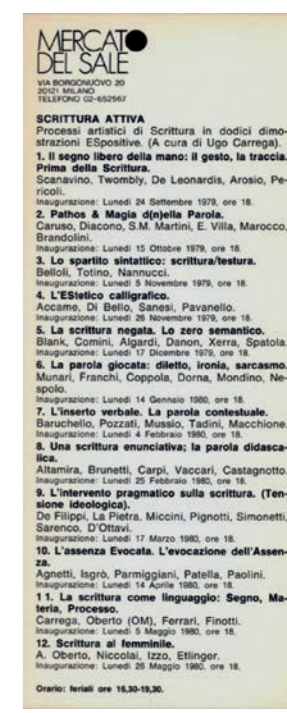 MERCATO
DEL SALE
VIA BORGONUOVO 20
20121 MILANO
TELEFONO 02-652567
SCRITTURA ATTIVA
Processi artistici di Scrittura in dodici dimo-
strazioni ESpositive. (A cura di Ugo Carrega).
1. Il segno libero della mano: il gesto, la traccia.
Prima della Scrittura.
Scanavino, Twombly, De Leonardis, Arosio, Pe-
ricoli.
Inaugurazione: Lunedì 24 Settembre 1979, ore 18.
2. Pathos & Magia d(n)ella Parola.
Caruso, Diacono, S.M. Martini, E. Villa, Marocco,
Brandolini.
Inaugurazione: Lunedì 15 Ottobre 1979, ore 18.
3. Lo spartito sintattico: scrittura/testura.
Belloli, Totino, Nannucci.
Inaugurazione: Lunedì 5 Novembre 1979, ore 18.
4. L'EStetico calligrafico.
Accame, Di Bello, Sanesi, Pavanello.
Inaugurazione: Lunedì 26 Novembre 1979, ore 18.
5. La scrittura negata. Lo zero semantico.
Blank, Comini, Algardi, Danon, Xerra, Spatola.
Inaugurazione: Lunedì 17 Dicembre 1979, ore 18.
6. La parola giocata: diletto, ironia, sarcasmo.
Munari, Franchi, Coppola, Dorna, Mondino, Ne-
spolo.
Inaugurazione: Lunedì 14 Gennaio 1980, ore 18.
7. L'inserto verbale. La parola contestuale.
Baruchello, Pozzati, Mussio, Tadini, Macchione.
Inaugurazione: Lunedì 4 Febbraio 1980, ore 18.
8. Una scrittura enunciativa; la parola didasca-
lica.
Altamira, Brunetti, Carpi, Vaccari, Castagnotto.
Inaugurazione: Lunedì 25 Febbraio 1980, ore 18.
9. L'intervento pragmatico sulla scrittura. (Ten-
sione ideologica).
De Filippi, La Pietra, Miccini, Pignotti, Simonetti,
Sarenco, D'Ottavi.
Inaugurazione: Lunedì 17 Marzo 1980, ore 18.
10. L'assenza Evocata. L'evocazione dell'Assen-
za.
Agnetti, Isgrò, Parmiggiani, Patella, Paolini.
Inaugurazione: Lunedì 14 Aprile 1980, ore 18.
11. La scrittura come linguaggio: Segno, Ma-
teria, Processo.
Carrega, Oberto (OM), Ferrari, Finotti.
Inaugurazione: Lunedì 5 Maggio 1980, ore 18.
12. Scrittura al femminile.
A. Oberto, Niccolai, Izzo, Etlinger.
Inaugurazione: Lunedì 26 Maggio 1980, ore 18.
Orario: feriali ore 16,30-19,30.